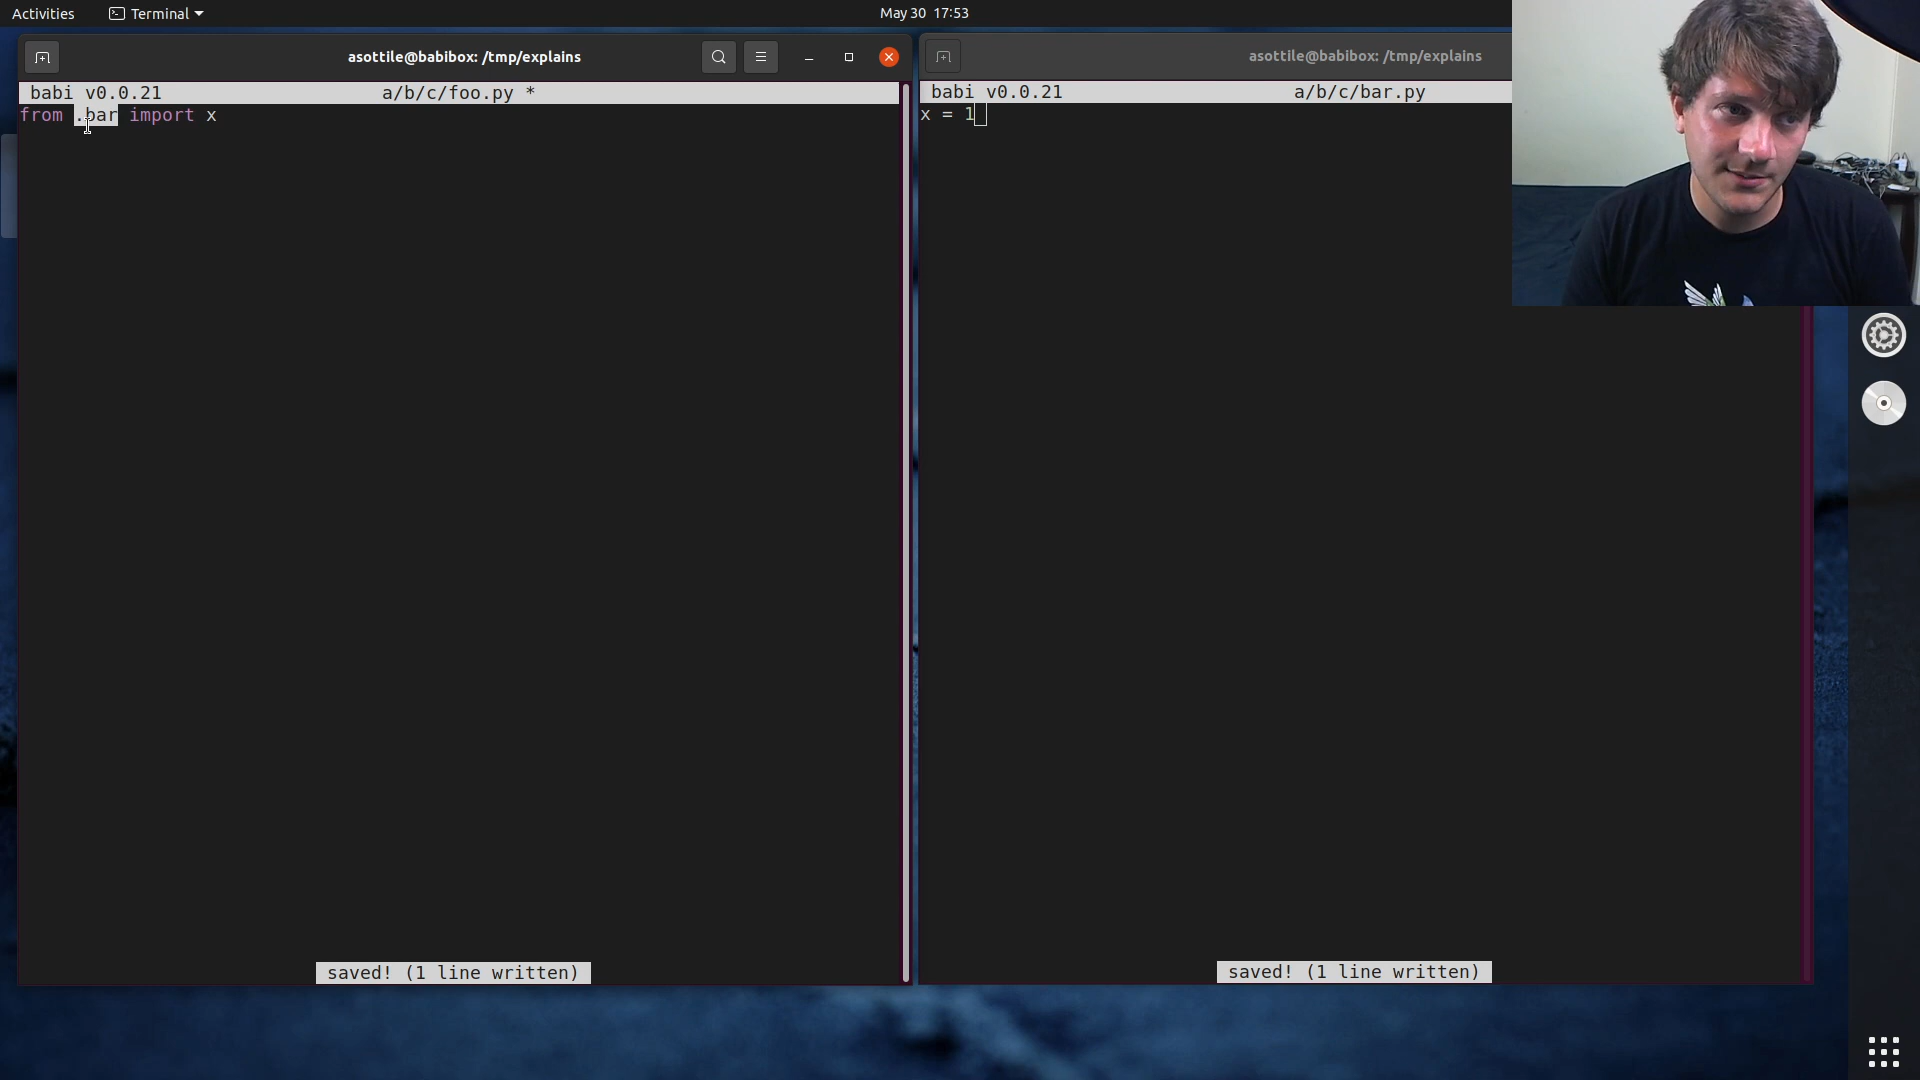 Activities
Terminal
May 30 17:53
asottile@babibox: /tmp/explains
babi v0.0.21 a/b/c/foo.py *
from .bar import x
saved! (1 line written)
asottile@babibox: /tmp/explains
babi v0.0.21 a/b/c/bar.py
x = 1
saved! (1 line written)